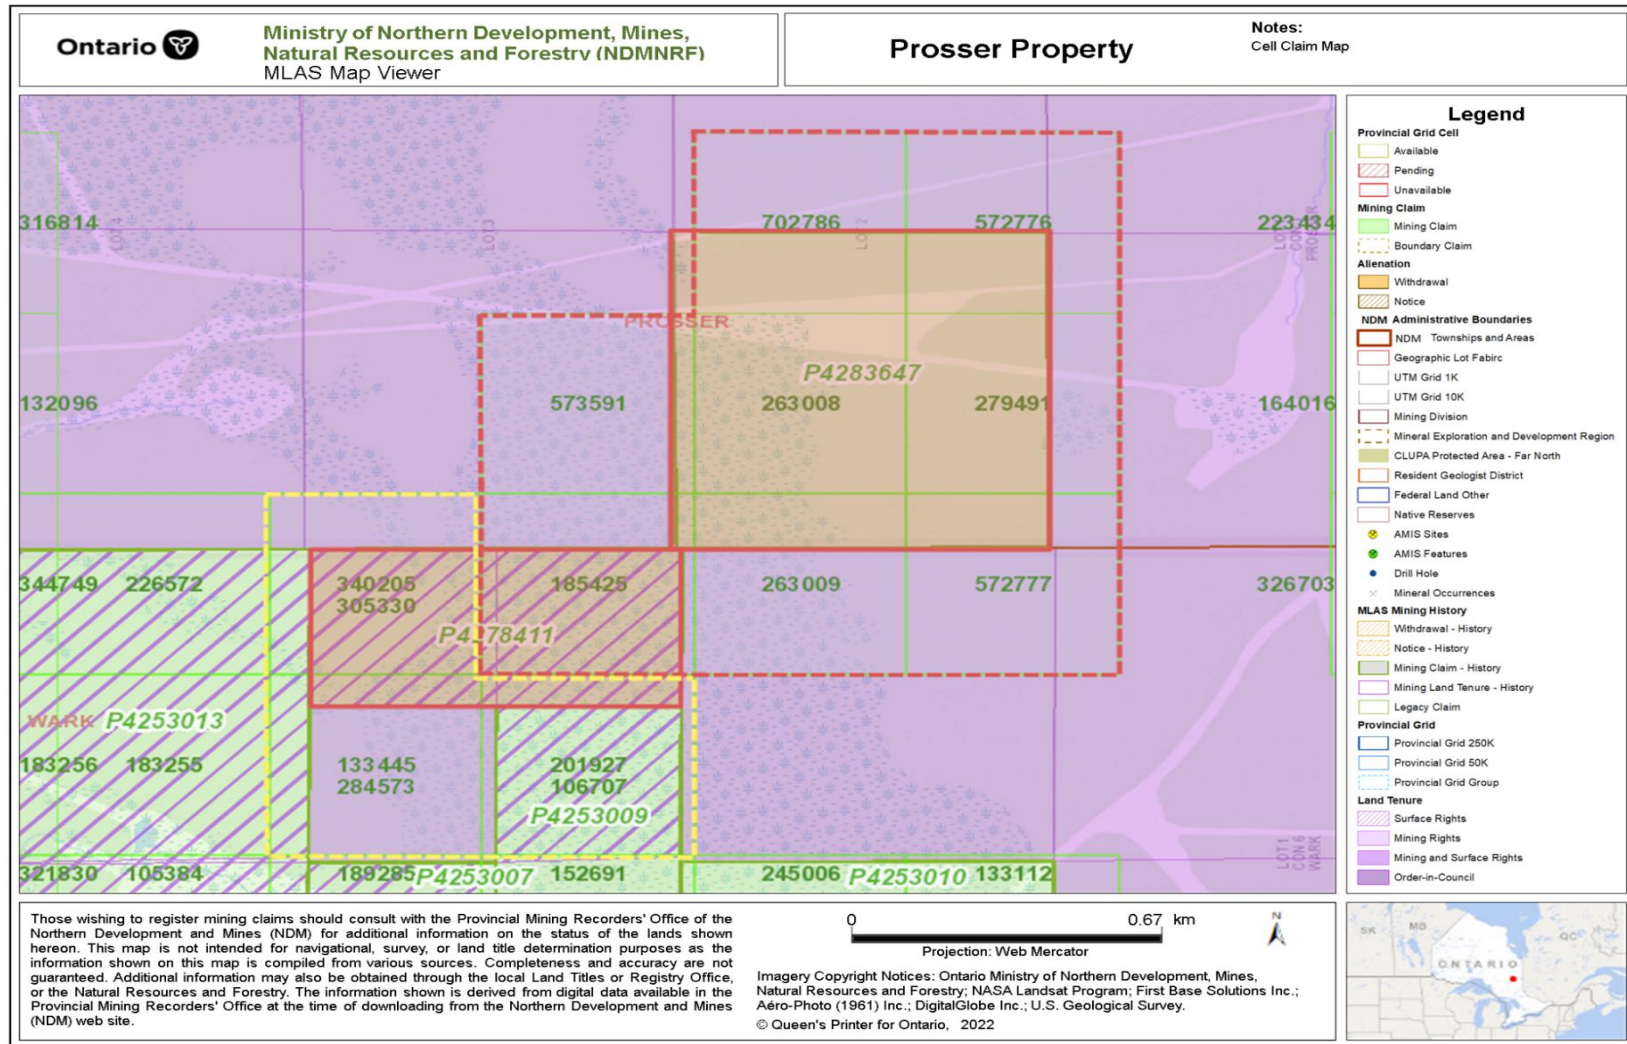 Ontario
Ministry of Northern Development, Mines,
Natural Resources and Forestry (NDMNRF)
MLAS Map Viewer
Prosser Property
Notes:
Cell Claim Map
316814
LOT 4
LOT 3
702786
LOT 2
572776
223434
PROSSER
PROSSER
P4283647
132096
573591
263008
279491
164016
344749
226572
340205
305330
185425
263009
572777
326703
P4278411
WARK
P4253013
183256
183255
133445
284573
201927
106707
P4253009
LOT 1
CON 6
WARK
321830
105384
189285
P4253007
152691
245006
P4253010
133112
Legend
Provincial Grid Cell
Available
Pending
Unavailable
Mining Claim
Mining Claim
Boundary Claim
Alienation
Withdrawal
Notice
NDM Administrative Boundaries
NDM Townships and Areas
Geographic Lot Fabirc
UTM Grid 1K
UTM Grid 10K
Mining Division
Mineral Exploration and Development Region
CLUPA Protected Area - Far North
Resident Geologist District
Federal Land Other
Native Reserves
AMIS Sites
AMIS Features
Drill Hole
Mineral Occurrences
MLAS Mining History
Withdrawal - History
Notice - History
Mining Claim - History
Mining Land Tenure - History
Legacy Claim
Provincial Grid
Provincial Grid 250K
Provincial Grid 50K
Provincial Grid Group
Land Tenure
Surface Rights
Mining Rights
Mining and Surface Rights
Order-in-Council
Those wishing to register mining claims should consult with the Provincial Mining Recorders' Office of the
Northern Development and Mines (NDM) for additional information on the status of the lands shown
hereon. This map is not intended for navigational, survey, or land title determination purposes as the
information shown on this map is compiled from various sources. Completeness and accuracy are not
guaranteed. Additional information may also be obtained through the local Land Titles or Registry Office,
or the Natural Resources and Forestry. The information shown is derived from digital data available in the
Provincial Mining Recorders' Office at the time of downloading from the Northern Development and Mines
(NDM) web site.
0 0.67 km
Projection: Web Mercator
N
Imagery Copyright Notices: Ontario Ministry of Northern Development, Mines,
Natural Resources and Forestry; NASA Landsat Program; First Base Solutions Inc.;
Aéro-Photo (1961) Inc.; DigitalGlobe Inc.; U.S. Geological Survey.
© Queen's Printer for Ontario, 2022
SK
MB
QC
ONTARIO